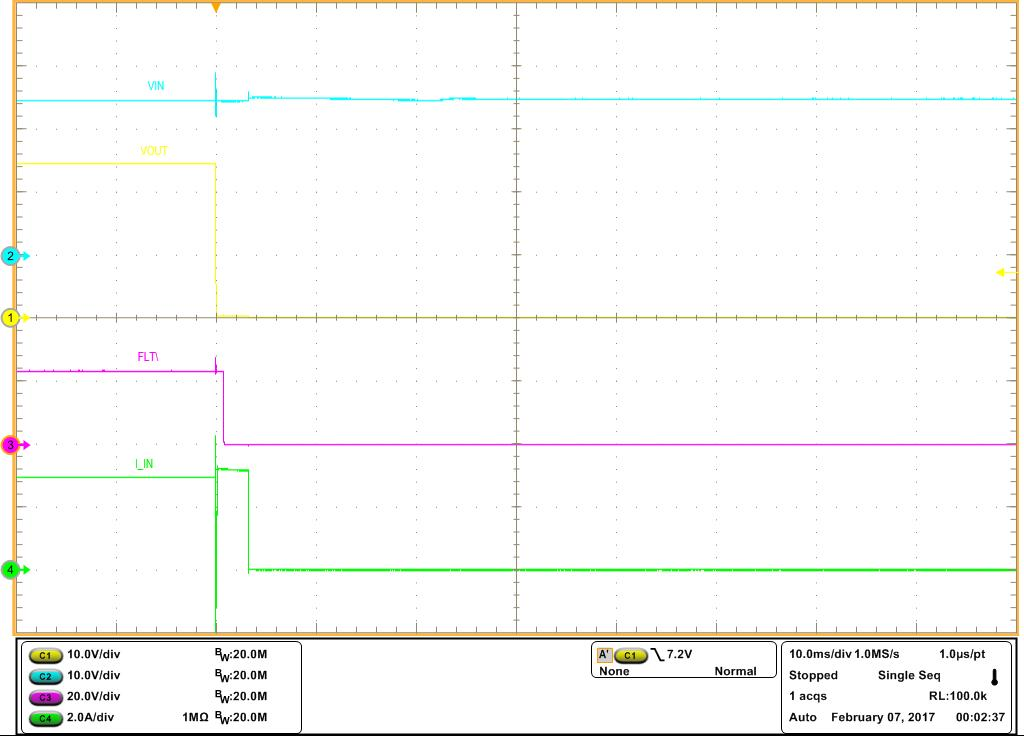 VIN
VOUT
2
1
FLT\
3
I_IN
4
C1 10.0V/div BW:20.0M
C2 10.0V/div BW:20.0M
C3 20.0V/div BW:20.0M
C4 2.0A/div 1MΩ BW:20.0M
A' C1 7.2V
None Normal
10.0ms/div 1.0MS/s 1.0µs/pt
Stopped Single Seq
1 acqs RL:100.0k
Auto February 07, 2017 00:02:37